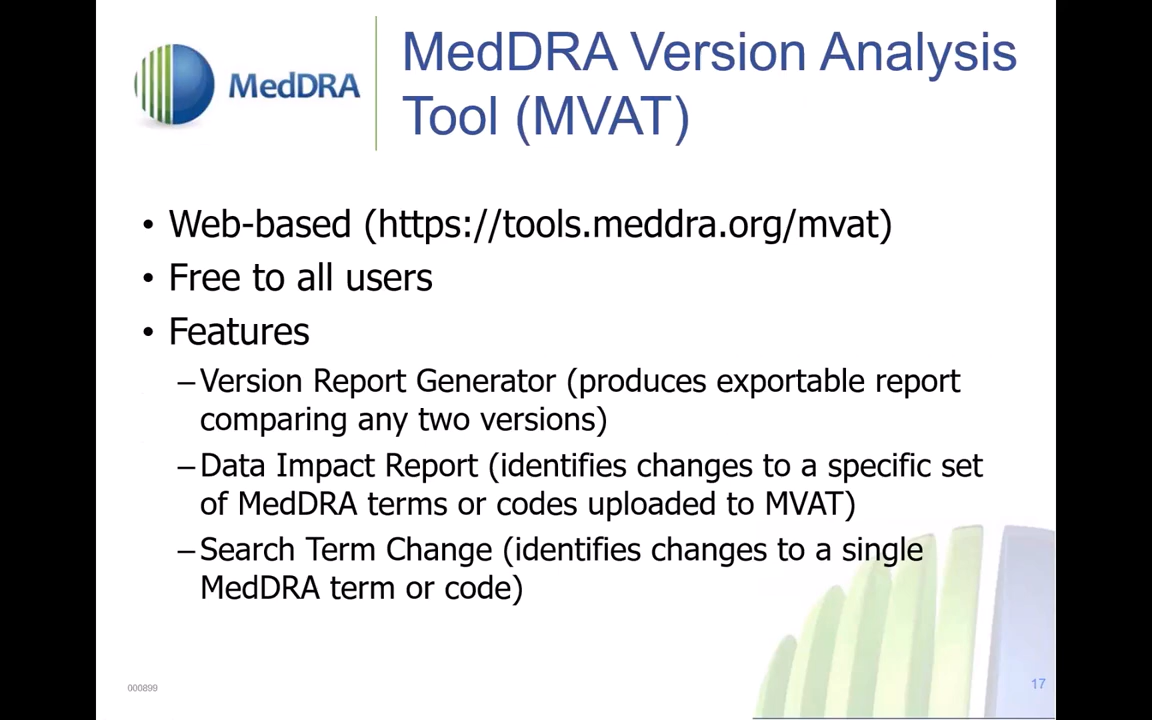 MedDRA
MedDRA Version Analysis
Tool (MVAT)
• Web-based (https://tools.meddra.org/mvat)
• Free to all users
• Features
–Version Report Generator (produces exportable report
comparing any two versions)
–Data Impact Report (identifies changes to a specific set
of MedDRA terms or codes uploaded to MVAT)
–Search Term Change (identifies changes to a single
MedDRA term or code)
000899
17